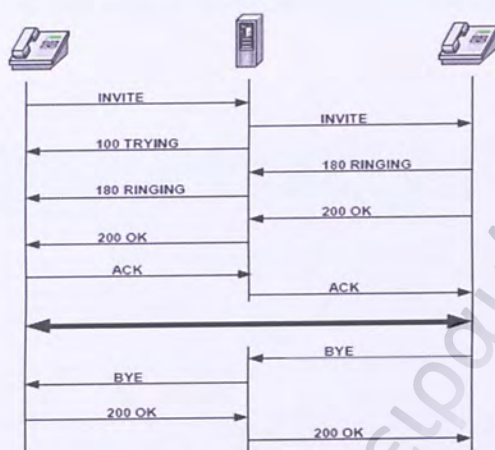 INVITE
INVITE
100 TRYING
180 RINGING
180 RINGING
200 OK
200 OK
ACK
ACK
BYE
BYE
200 OK
200 OK